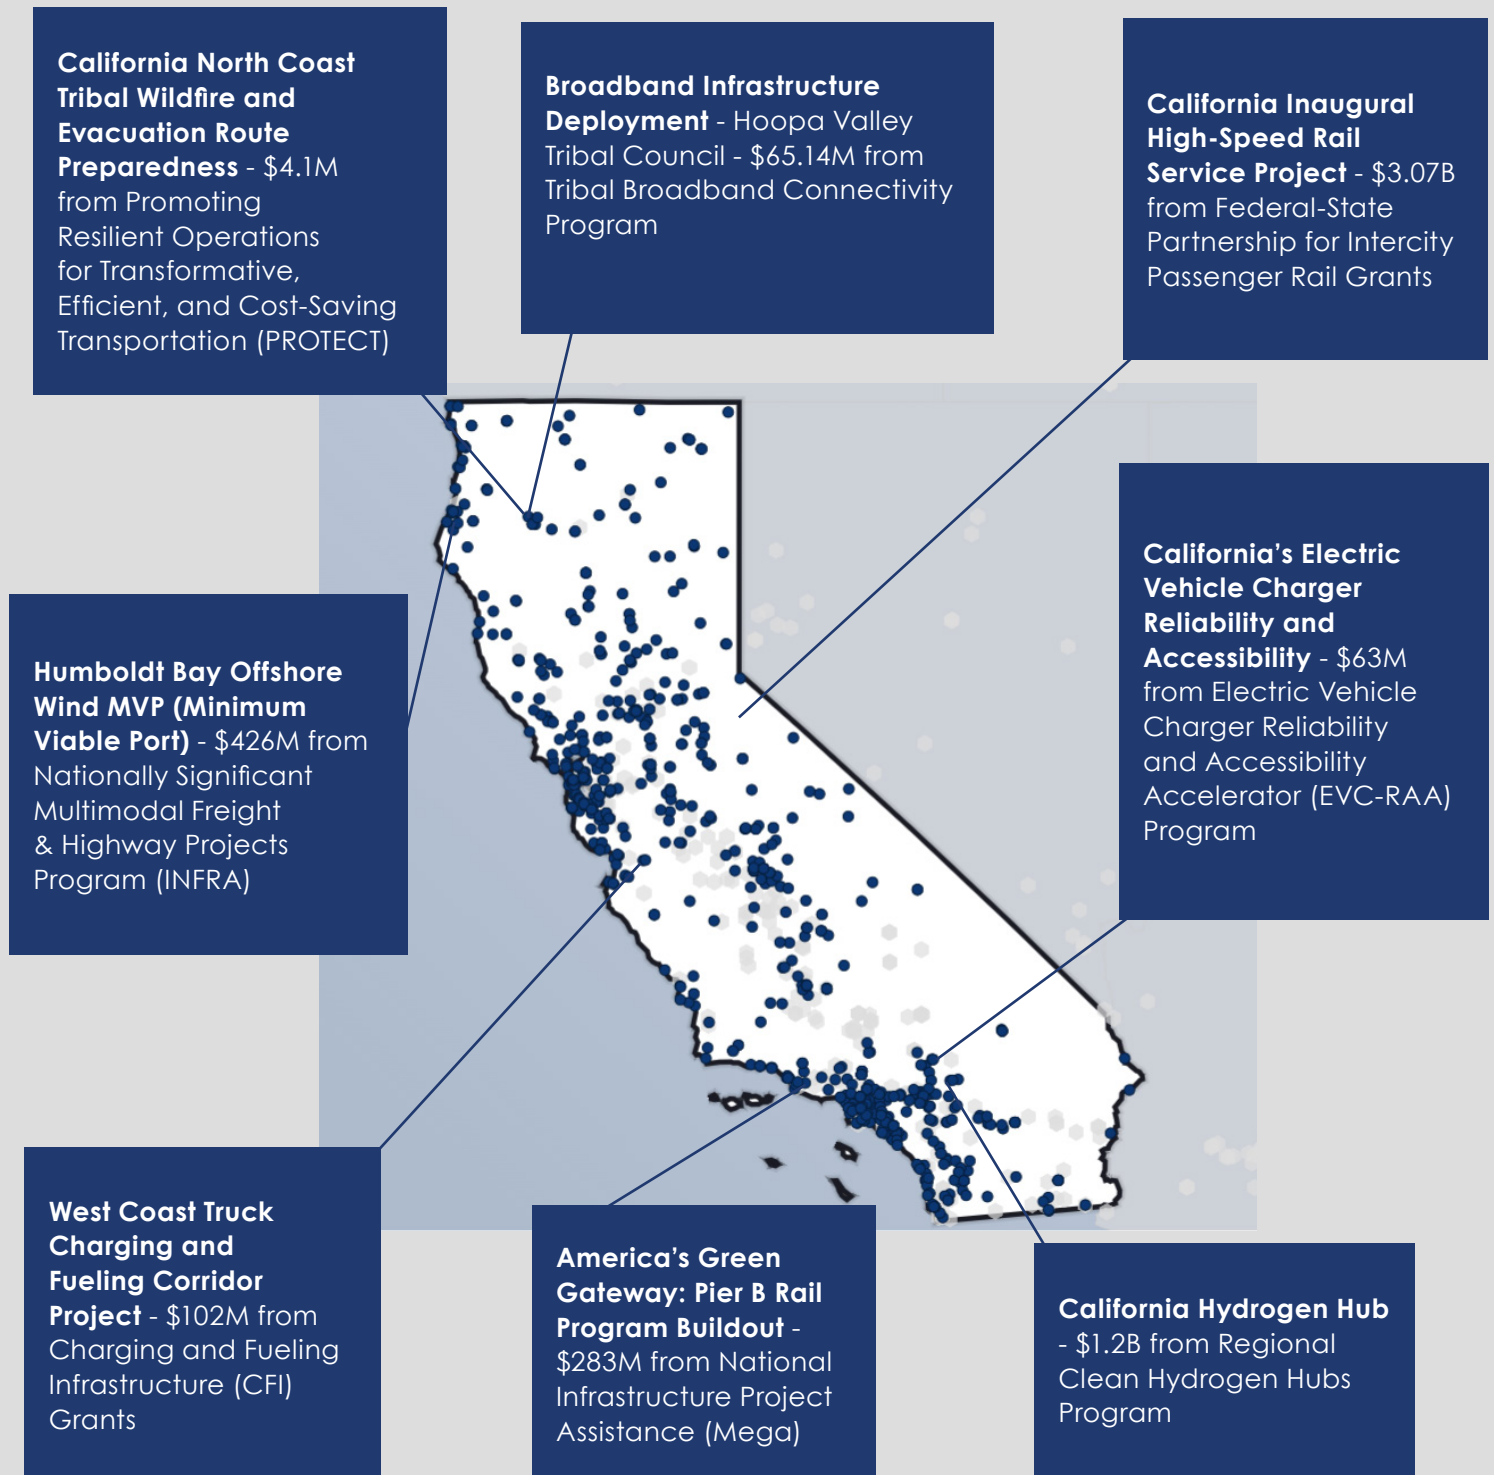 California North Coast
Tribal Wildfire and
Evacuation Route
Preparedness - $4.1M
from Promoting
Resilient Operations
for Transformative,
Efficient, and Cost-Saving
Transportation (PROTECT)
Broadband Infrastructure
Deployment - Hoopa Valley
Tribal Council - $65.14M from
Tribal Broadband Connectivity
Program
California Inaugural
High-Speed Rail
Service Project - $3.07B
from Federal-State
Partnership for Intercity
Passenger Rail Grants
California's Electric
Vehicle Charger
Reliability and
Accessibility - $63M
from Electric Vehicle
Charger Reliability
and Accessibility
Accelerator (EVC-RAA)
Program
Humboldt Bay Offshore
Wind MVP (Minimum
Viable Port) - $426M from
Nationally Significant
Multimodal Freight
& Highway Projects
Program (INFRA)
West Coast Truck
Charging and
Fueling Corridor
Project - $102M from
Charging and Fueling
Infrastructure (CFI)
Grants
America's Green
Gateway: Pier B Rail
Program Buildout -
$283M from National
Infrastructure Project
Assistance (Mega)
California Hydrogen Hub
- $1.2B from Regional
Clean Hydrogen Hubs
Program